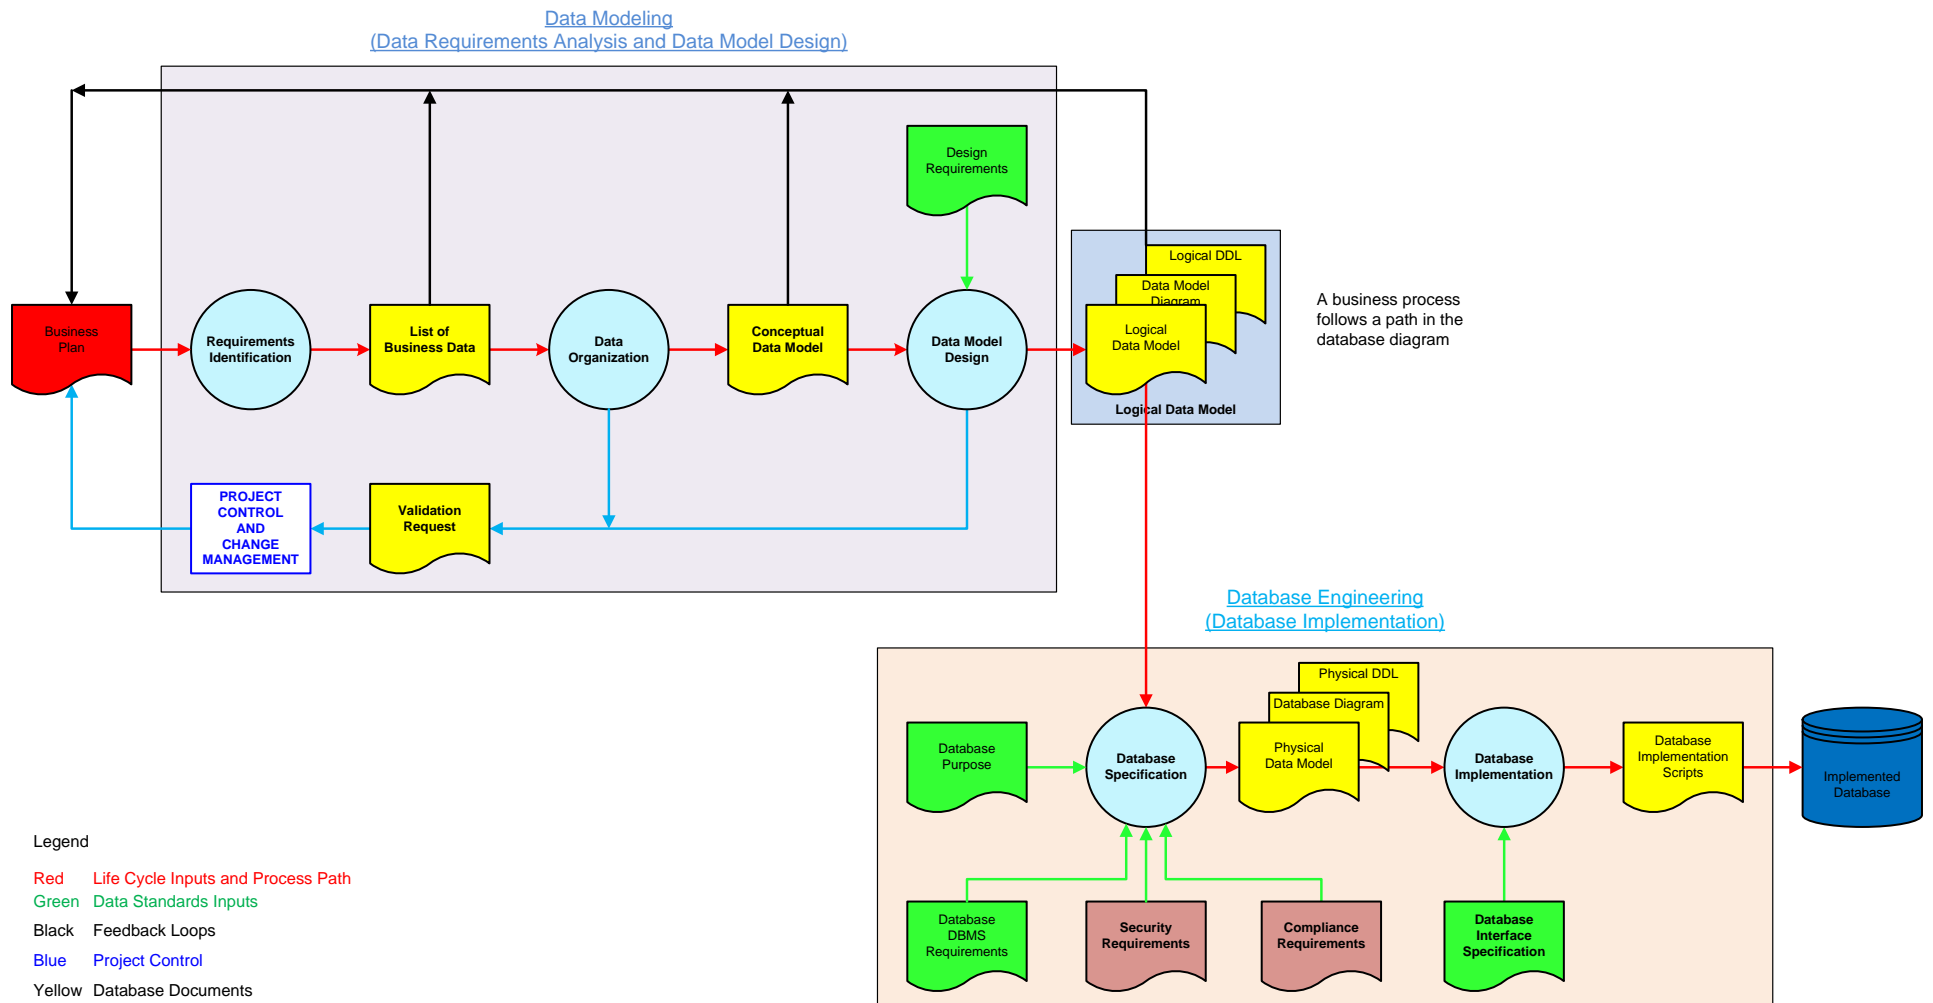 Data Modeling
(Data Requirements Analysis and Data Model Design)
Design
Requirements
Logical DDL
Data Model
Diagram
Logical
Data Model
Logical Data Model
A business process
follows a path in the
database diagram
Business
Plan
Requirements
Identification
List of
Business Data
Data
Organization
Conceptual
Data Model
Data Model
Design
PROJECT
CONTROL
AND
CHANGE
MANAGEMENT
Validation
Request
Database Engineering
(Database Implementation)
Physical DDL
Database Diagram
Physical
Data Model
Database
Purpose
Database
Specification
Database
Implementation
Database
Implementation
Scripts
Implemented
Database
Database
DBMS
Requirements
Security
Requirements
Compliance
Requirements
Database
Interface
Specification
Legend
Red Life Cycle Inputs and Process Path
Green Data Standards Inputs
Black Feedback Loops
Blue Project Control
Yellow Database Documents